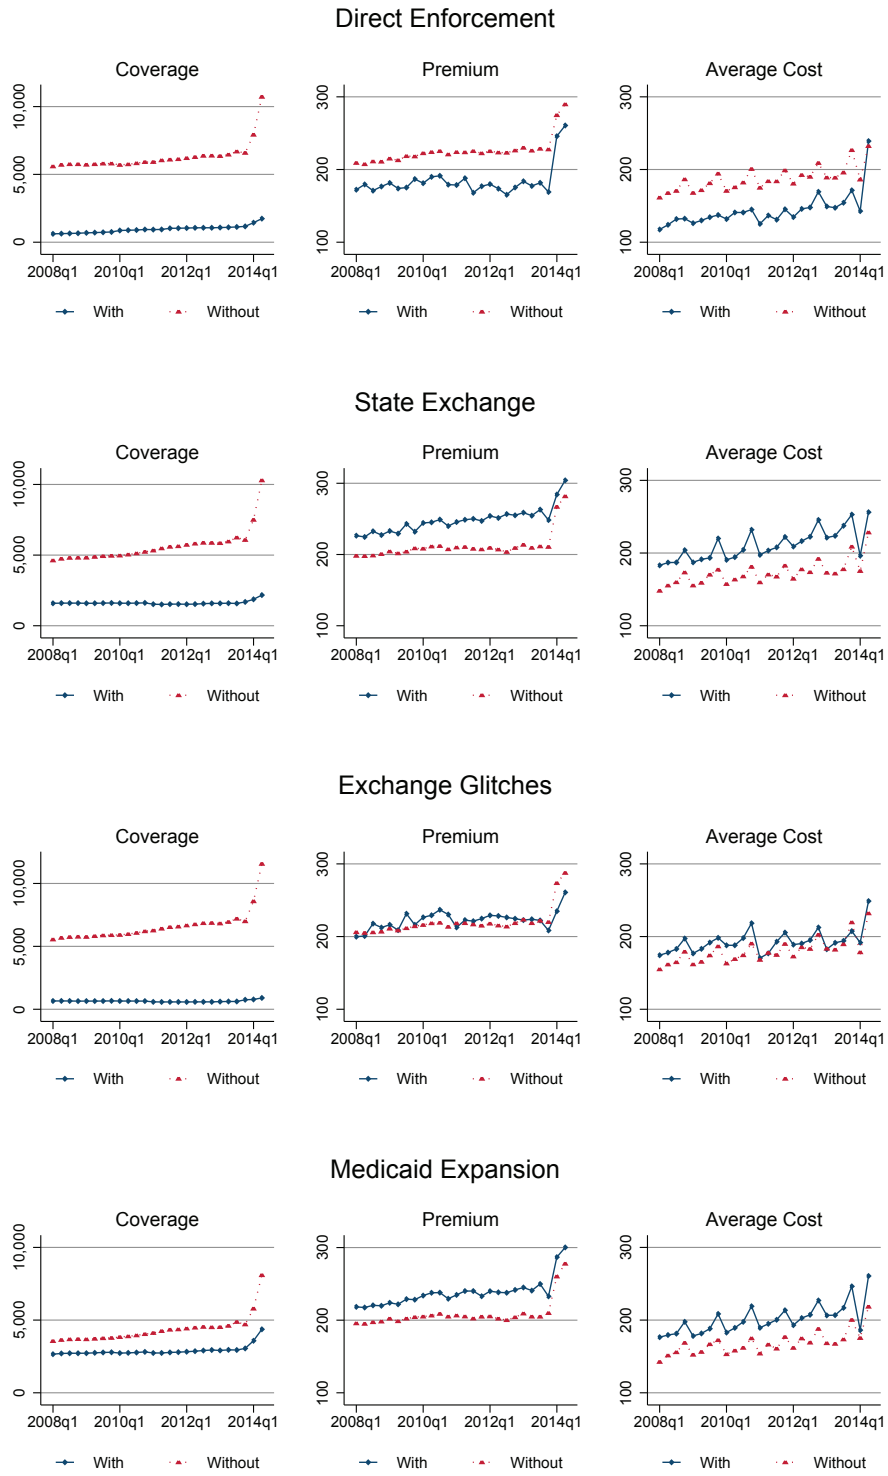 Direct Enforcement
Coverage Premium Average Cost
10,000 5,000 0
300 200 100
300 200 100
2008q1 2010q1 2012q1 2014q1 2008q1 2010q1 2012q1 2014q1 2008q1 2010q1 2012q1 2014q1
With Without With Without With Without
State Exchange
Coverage Premium Average Cost
10,000 5,000 0
300 200 100
300 200 100
2008q1 2010q1 2012q1 2014q1 2008q1 2010q1 2012q1 2014q1 2008q1 2010q1 2012q1 2014q1
With Without With Without With Without
Exchange Glitches
Coverage Premium Average Cost
10,000 5,000 0
300 200 100
300 200 100
2008q1 2010q1 2012q1 2014q1 2008q1 2010q1 2012q1 2014q1 2008q1 2010q1 2012q1 2014q1
With Without With Without With Without
Medicaid Expansion
Coverage Premium Average Cost
10,000 5,000 0
300 200 100
300 200 100
2008q1 2010q1 2012q1 2014q1 2008q1 2010q1 2012q1 2014q1 2008q1 2010q1 2012q1 2014q1
With Without With Without With Without